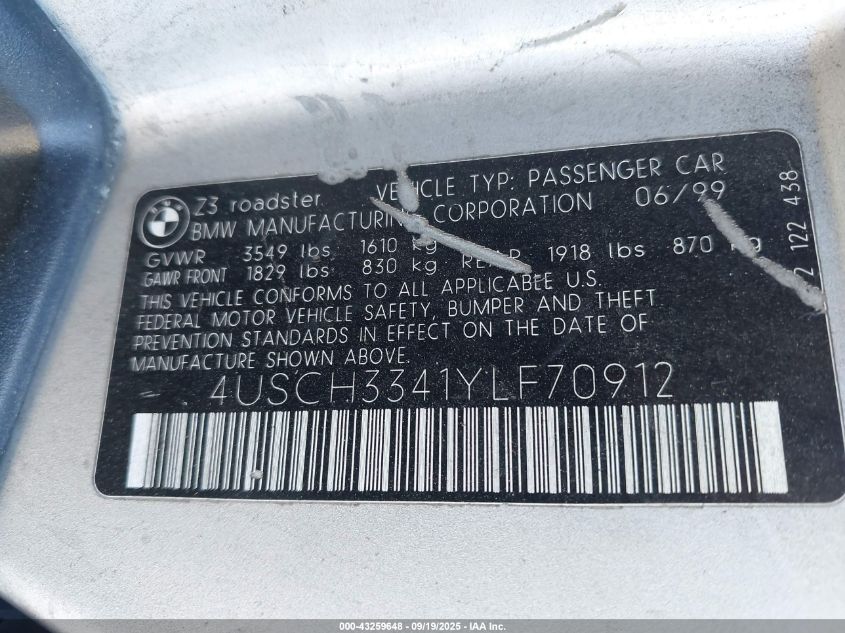 BMW
Z3 roadster VEHICLE TYP: PASSENGER CAR
BMW MANUFACTURING CORPORATION 06/99
GVWR 3549 lbs 1610 kg
GAWR FRONT 1829 lbs 830 kg REAR 1918 lbs 870 kg
THIS VEHICLE CONFORMS TO ALL APPLICABLE U.S.
FEDERAL MOTOR VEHICLE SAFETY, BUMPER AND THEFT
PREVENTION STANDARDS IN EFFECT ON THE DATE OF
MANUFACTURE SHOWN ABOVE.
4USCH3341YLF70912
122 438
000-43259648 - 09/19/2025 - IAA Inc.